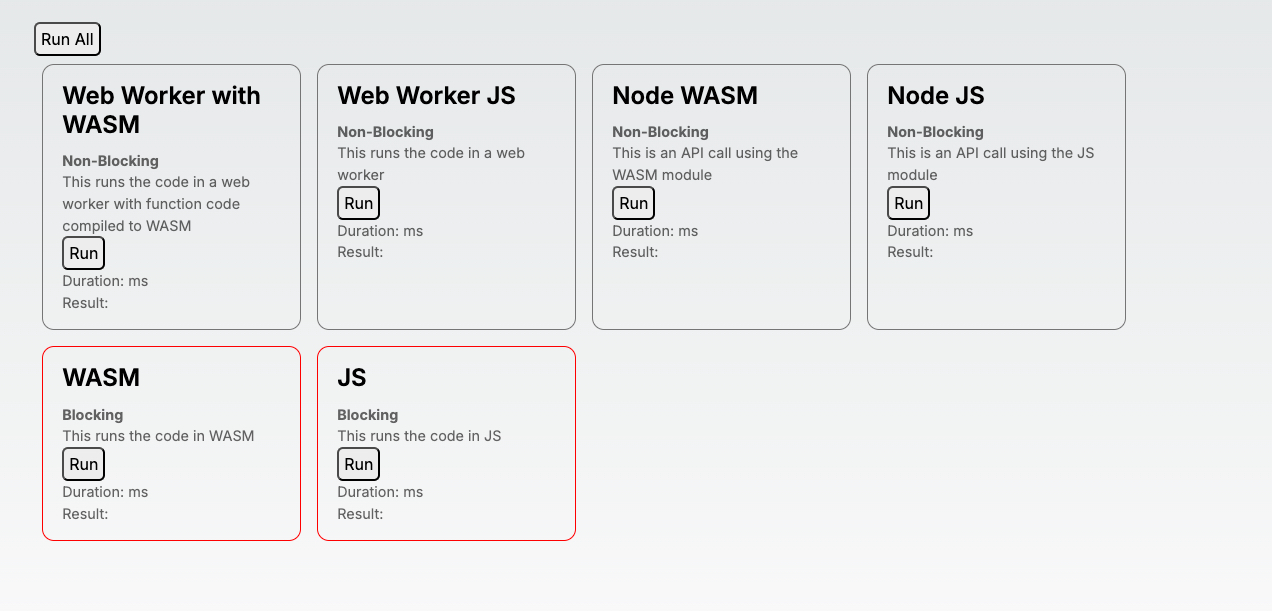 Run All
Web Worker with
WASM
Non-Blocking
This runs the code in a web
worker with function code
compiled to WASM
Run
Duration: ms
Result:
Web Worker JS
Non-Blocking
This runs the code in a web
worker
Run
Duration: ms
Result:
Node WASM
Non-Blocking
This is an API call using the
WASM module
Run
Duration: ms
Result:
Node JS
Non-Blocking
This is an API call using the JS
module
Run
Duration: ms
Result:
WASM
Blocking
This runs the code in WASM
Run
Duration: ms
Result:
JS
Blocking
This runs the code in JS
Run
Duration: ms
Result: